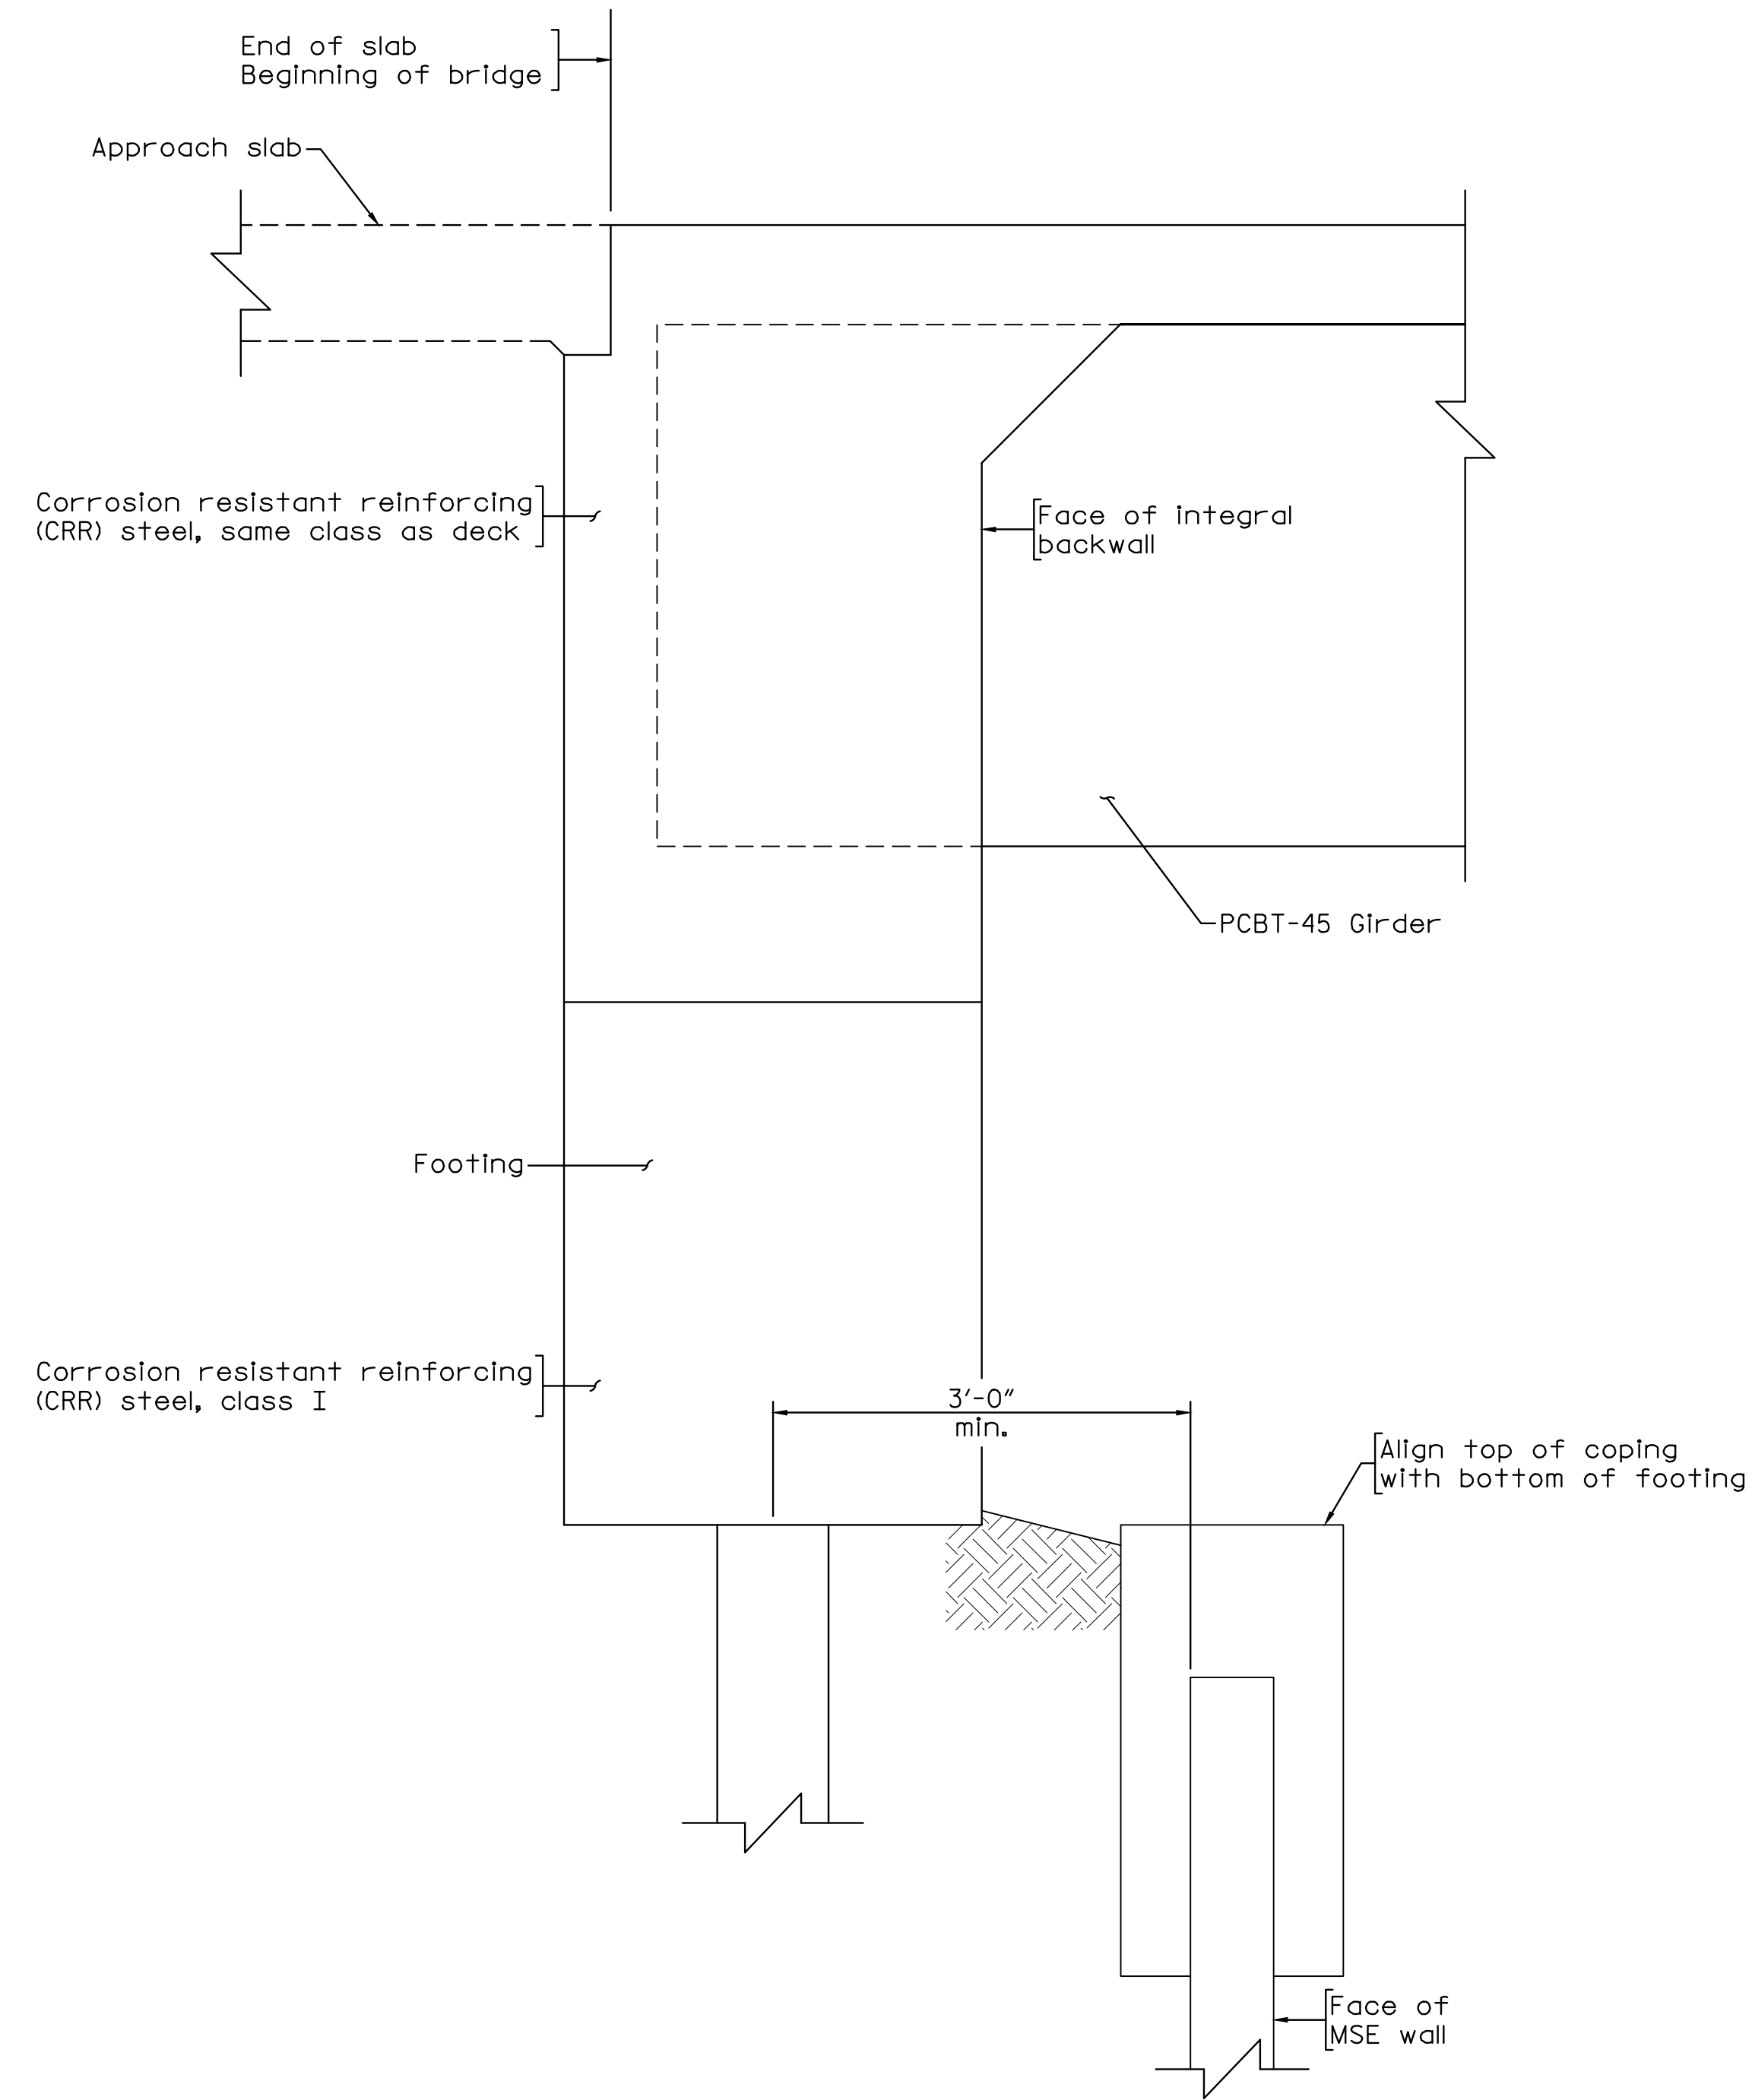 End of slab
Beginning of bridge
Approach slab
Corrosion resistant reinforcing
(CRR) steel, same class as deck
Face of integral
backwall
PCBT-45 Girder
Footing
Corrosion resistant reinforcing
(CRR) steel, class I
3'-0"
min.
Align top of coping
with bottom of footing
Face of
MSE wall